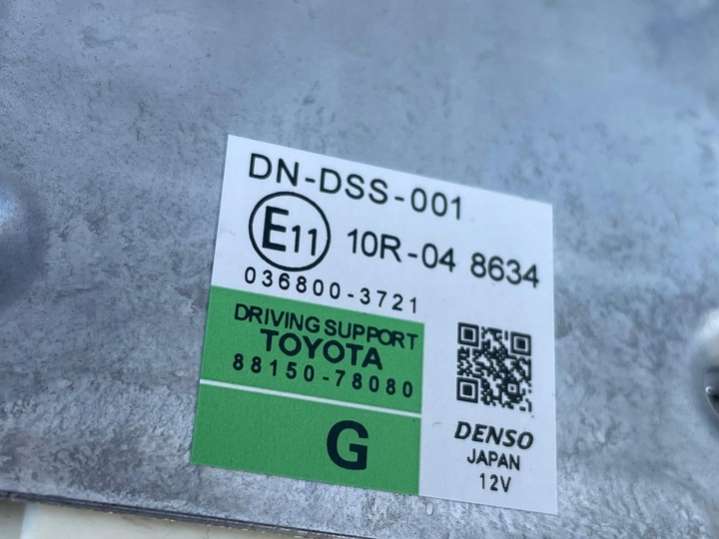 DN-DSS-001
E11 10R-04 8634
036800-3721
DRIVING SUPPORT
TOYOTA
88150-78080
G
DENSO
JAPAN
12V